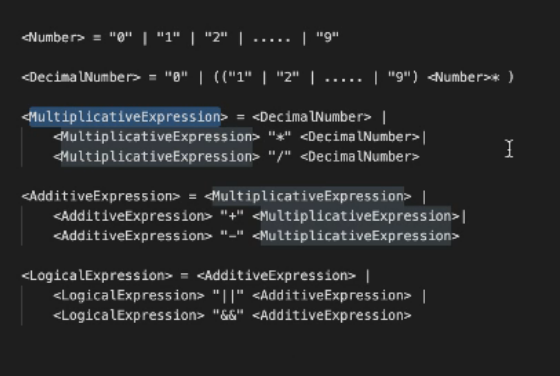 <Number> = "0" | "1" | "2" | ..... | "9"
<DecimalNumber> = "0" | (("1" | "2" | ..... | "9") <Number>* )
<MultiplicativeExpression> = <DecimalNumber> |
<MultiplicativeExpression> "*" <DecimalNumber>|
<MultiplicativeExpression> "/" <DecimalNumber>
<AdditiveExpression> = <MultiplicativeExpression> |
<AdditiveExpression> "+" <MultiplicativeExpression>|
<AdditiveExpression> "-" <MultiplicativeExpression>
<LogicalExpression> = <AdditiveExpression> |
<LogicalExpression> "||" <AdditiveExpression> |
<LogicalExpression> "&&" <AdditiveExpression>